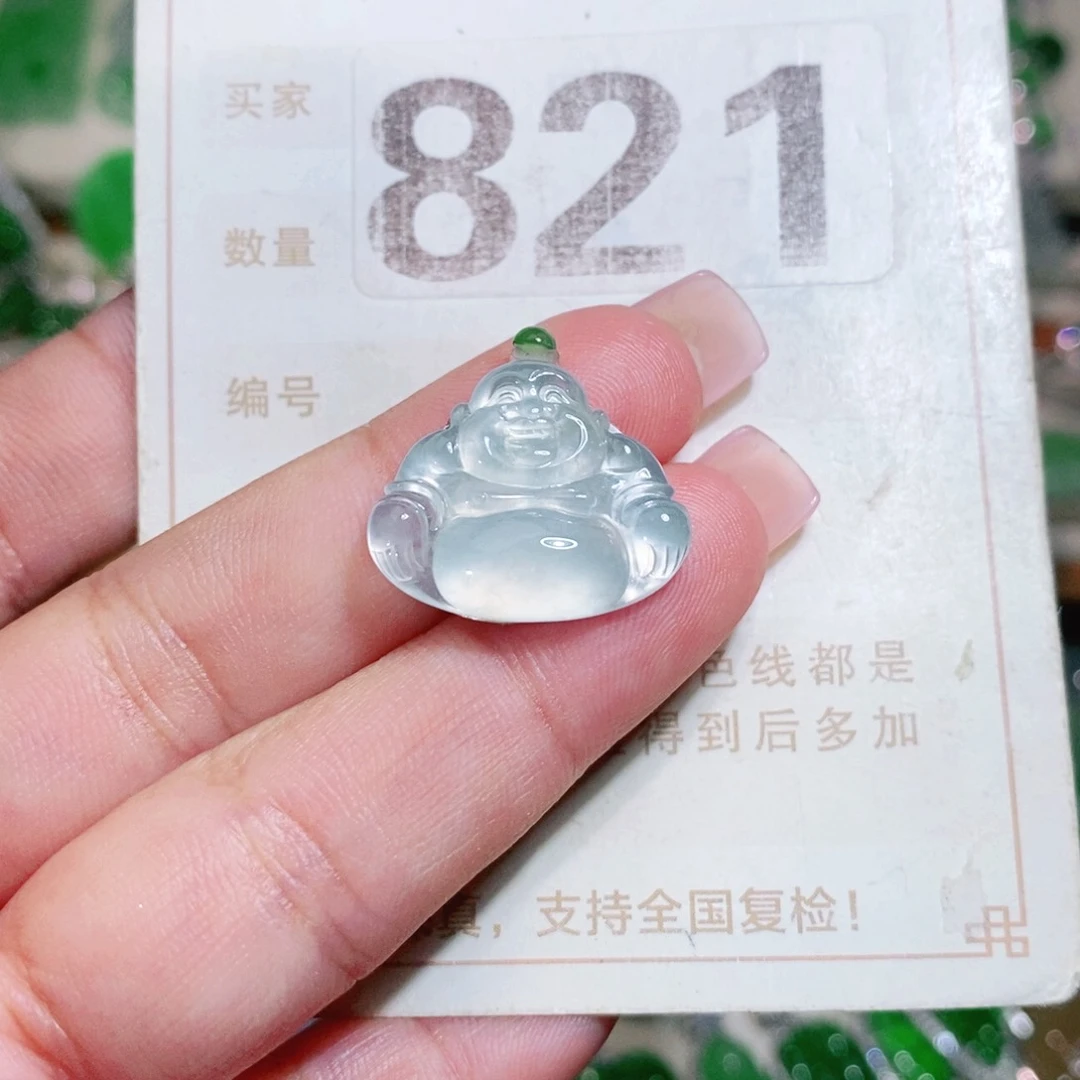 买家
821
数量
编号
色线都是
得到后多加
真，支持全国复检！